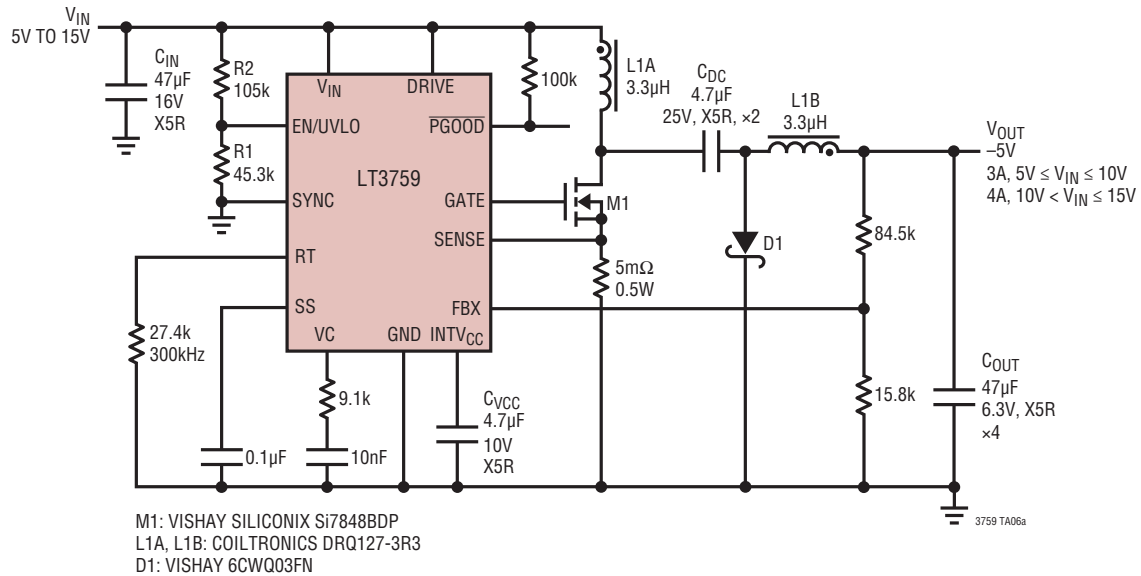 VIN
5V TO 15V
CIN
47µF
16V
X5R
R2
105k
R1
45.3k
VIN
DRIVE
EN/UVLO
PGOOD
LT3759
SYNC
GATE
SENSE
RT
SS
FBX
VC
GND
INTVCC
100k
L1A
3.3µH
CDC
4.7µF
25V, X5R, ×2
L1B
3.3µH
VOUT
–5V
3A, 5V ≤ VIN ≤ 10V
4A, 10V < VIN ≤ 15V
M1
D1
84.5k
5mΩ
0.5W
27.4k
300kHz
9.1k
CVCC
4.7µF
10V
X5R
0.1µF
10nF
15.8k
COUT
47µF
6.3V, X5R
×4
3759 TA06a
M1: VISHAY SILICONIX Si7848BDP
L1A, L1B: COILTRONICS DRQ127-3R3
D1: VISHAY 6CWQ03FN